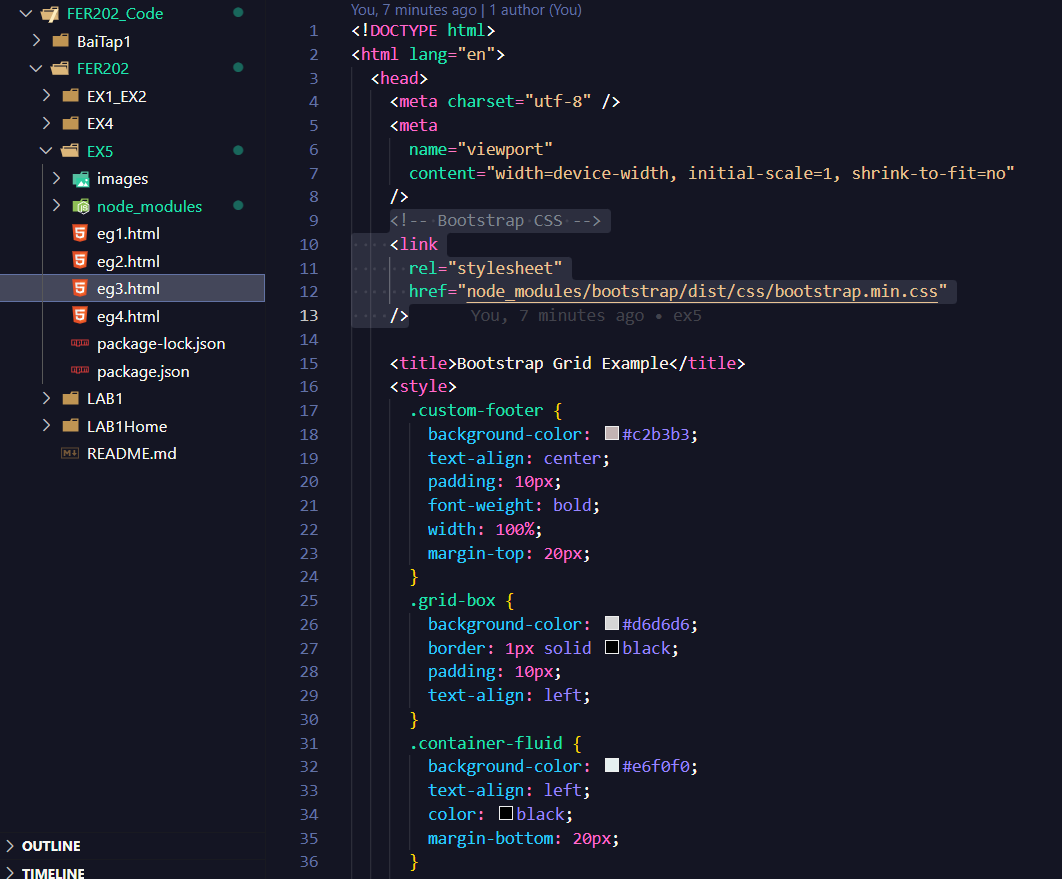 FER202_Code
BaiTap1
FER202
EX1_EX2
EX4
EX5
images
node_modules
eg1.html
eg2.html
eg3.html
eg4.html
package-lock.json
package.json
LAB1
LAB1Home
README.md
OUTLINE
TIMELINE
You, 7 minutes ago | 1 author (You)
1 <!DOCTYPE html>
2 <html lang="en">
3 <head>
4 <meta charset="utf-8" />
5 <meta
6 name="viewport"
7 content="width=device-width, initial-scale=1, shrink-to-fit=no"
8 />
9 <!-- Bootstrap CSS -->
10 <link
11 rel="stylesheet"
12 href="node_modules/bootstrap/dist/css/bootstrap.min.css"
13 /> You, 7 minutes ago • ex5
14
15 <title>Bootstrap Grid Example</title>
16 <style>
17 .custom-footer {
18 background-color: #c2b3b3;
19 text-align: center;
20 padding: 10px;
21 font-weight: bold;
22 width: 100%;
23 margin-top: 20px;
24 }
25 .grid-box {
26 background-color: #d6d6d6;
27 border: 1px solid black;
28 padding: 10px;
29 text-align: left;
30 }
31 .container-fluid {
32 background-color: #e6f0f0;
33 text-align: left;
34 color: black;
35 margin-bottom: 20px;
36 }